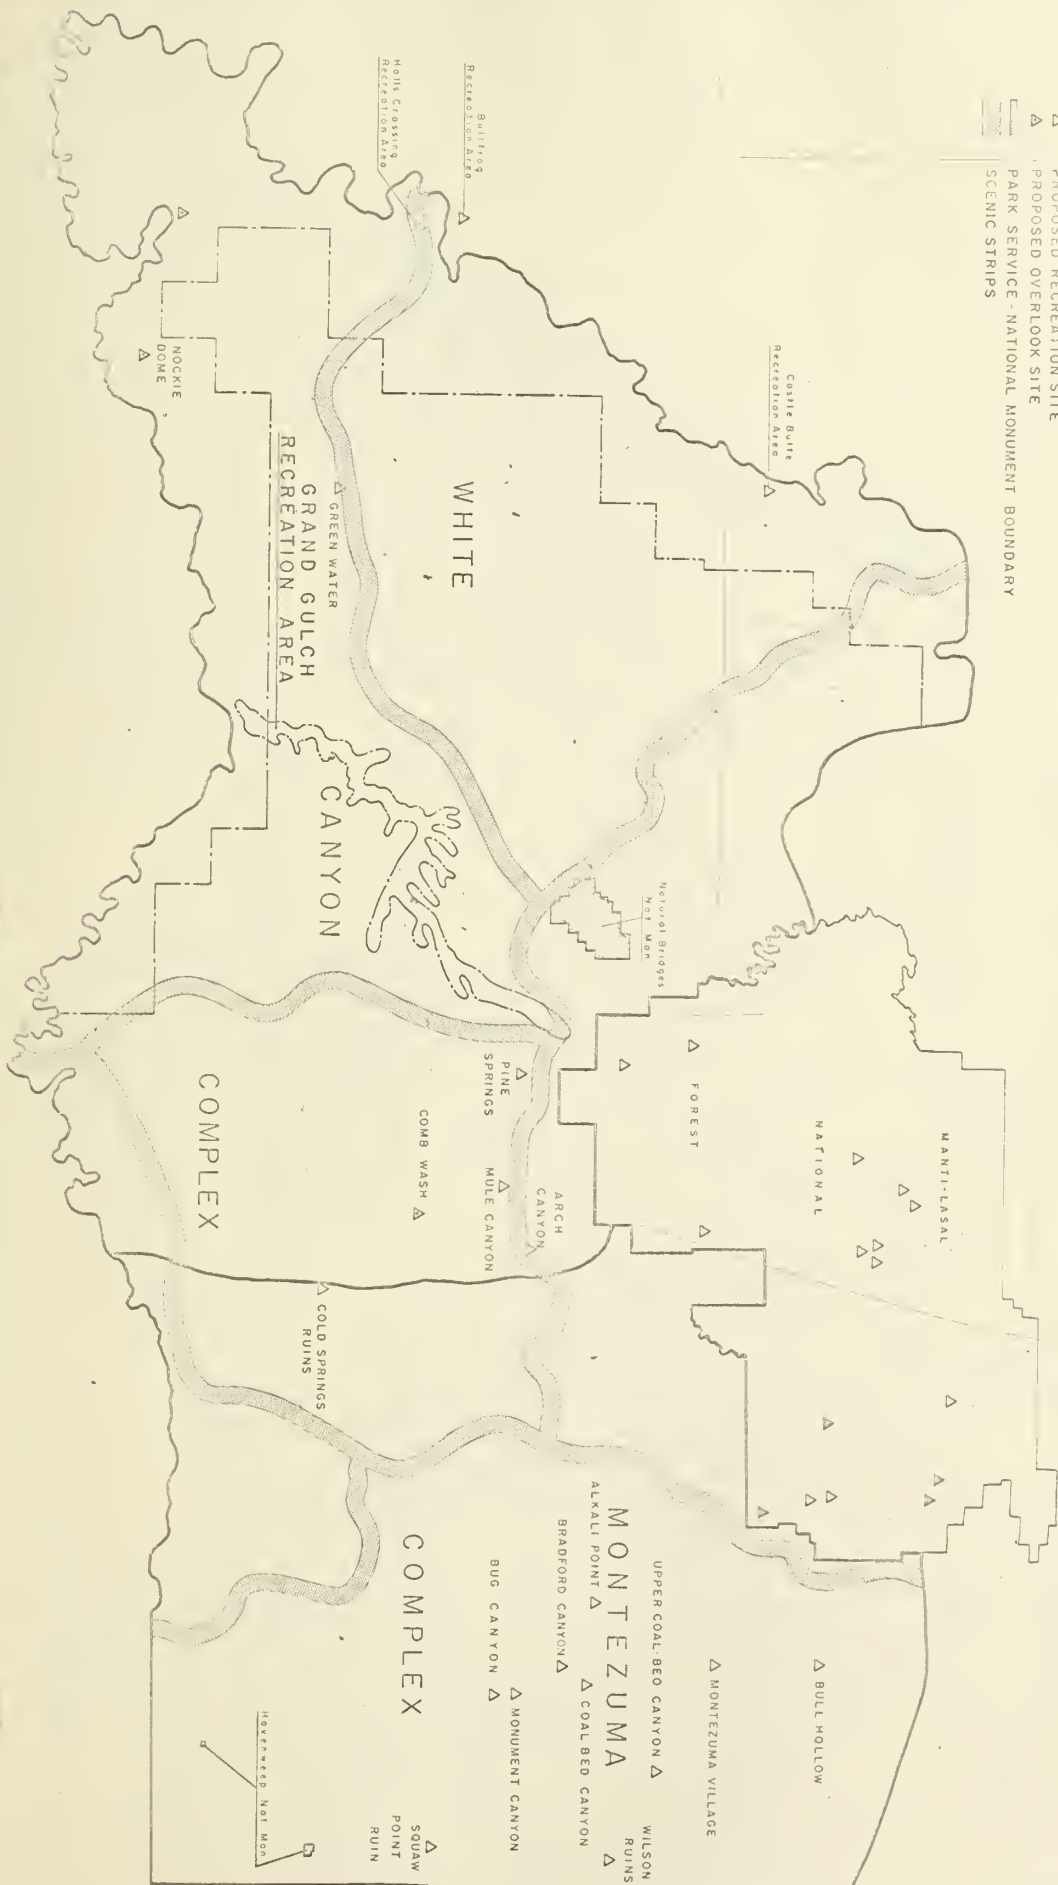 PROPOSED RECREATION SITE
PROPOSED OVERLOOK SITE
PARK SERVICE - NATIONAL MONUMENT BOUNDARY
SCENIC STRIPS
Bullfrog
Recreation Area
Halls Crossing
Recreation Area
Castle Butte
Recreation Area
NOCKIE
DOME
WHITE
GREEN WATER
GRAND GULCH
RECREATION AREA
CANYON
Natural Bridges
Nat Mon
COMPLEX
PINE
SPRINGS
COMB WASH
MULE CANYON
ARCH
CANYON
FOREST
NATIONAL
MANTI-LASAL
COLD SPRINGS
RUINS
MONTEZUMA
COMPLEX
ALKALI POINT
BRADFORD CANYON
BUG CANYON
UPPER COAL-BED CANYON
COAL BED CANYON
MONUMENT CANYON
MONTEZUMA VILLAGE
BULL HOLLOW
WILSON
RUINS
SQUAW
POINT
RUIN
Hovenweep Nat Mon